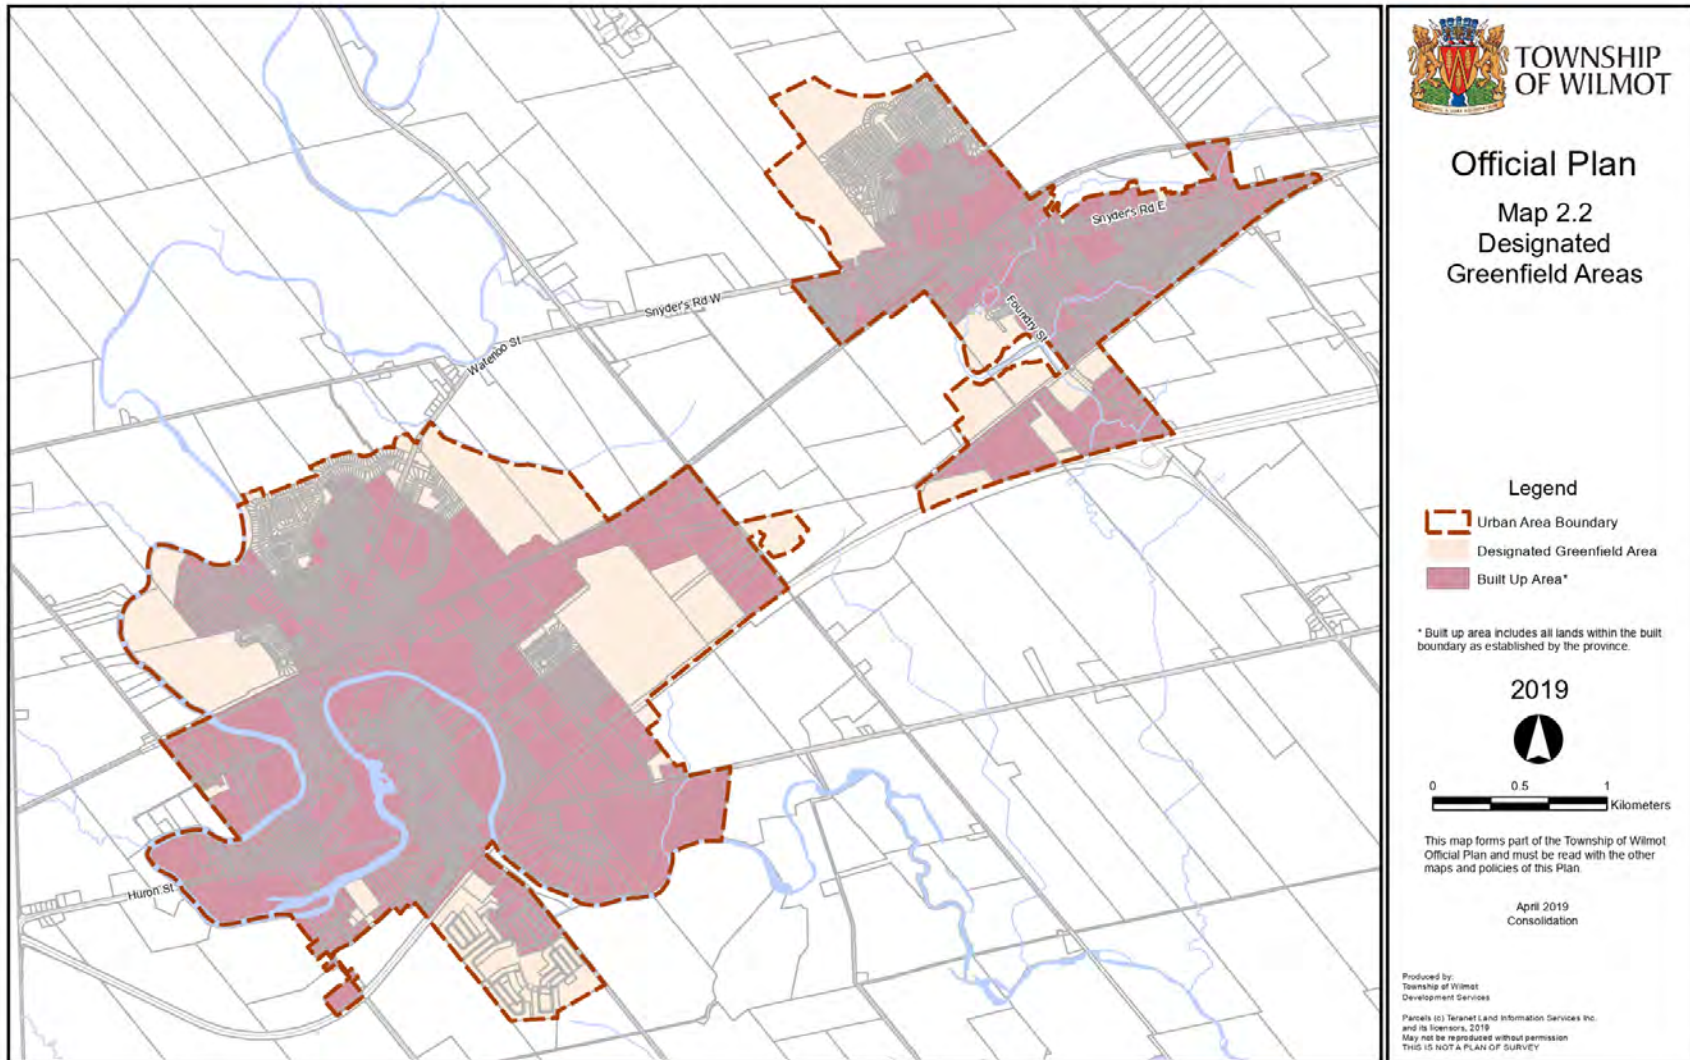 TOWNSHIP
OF WILMOT
Official Plan
Map 2.2
Designated
Greenfield Areas
Legend
Urban Area Boundary
Designated Greenfield Area
Built Up Area*
* Built up area includes all lands within the built
boundary as established by the province.
2019
0 0.5 1
Kilometers
This map forms part of the Township of Wilmot
Official Plan and must be read with the other
maps and policies of this Plan
April 2019
Consolidation
Produced by:
Township of Wilmot
Development Services
Parcels (c) Teranet Land Information Services Inc.
and its licensors, 2019
May not be reproduced without permission
THIS IS NOT A PLAN OF SURVEY
Snyder's Rd E
Foundry St
Snyder's Rd W
Waterloo St
Huron St